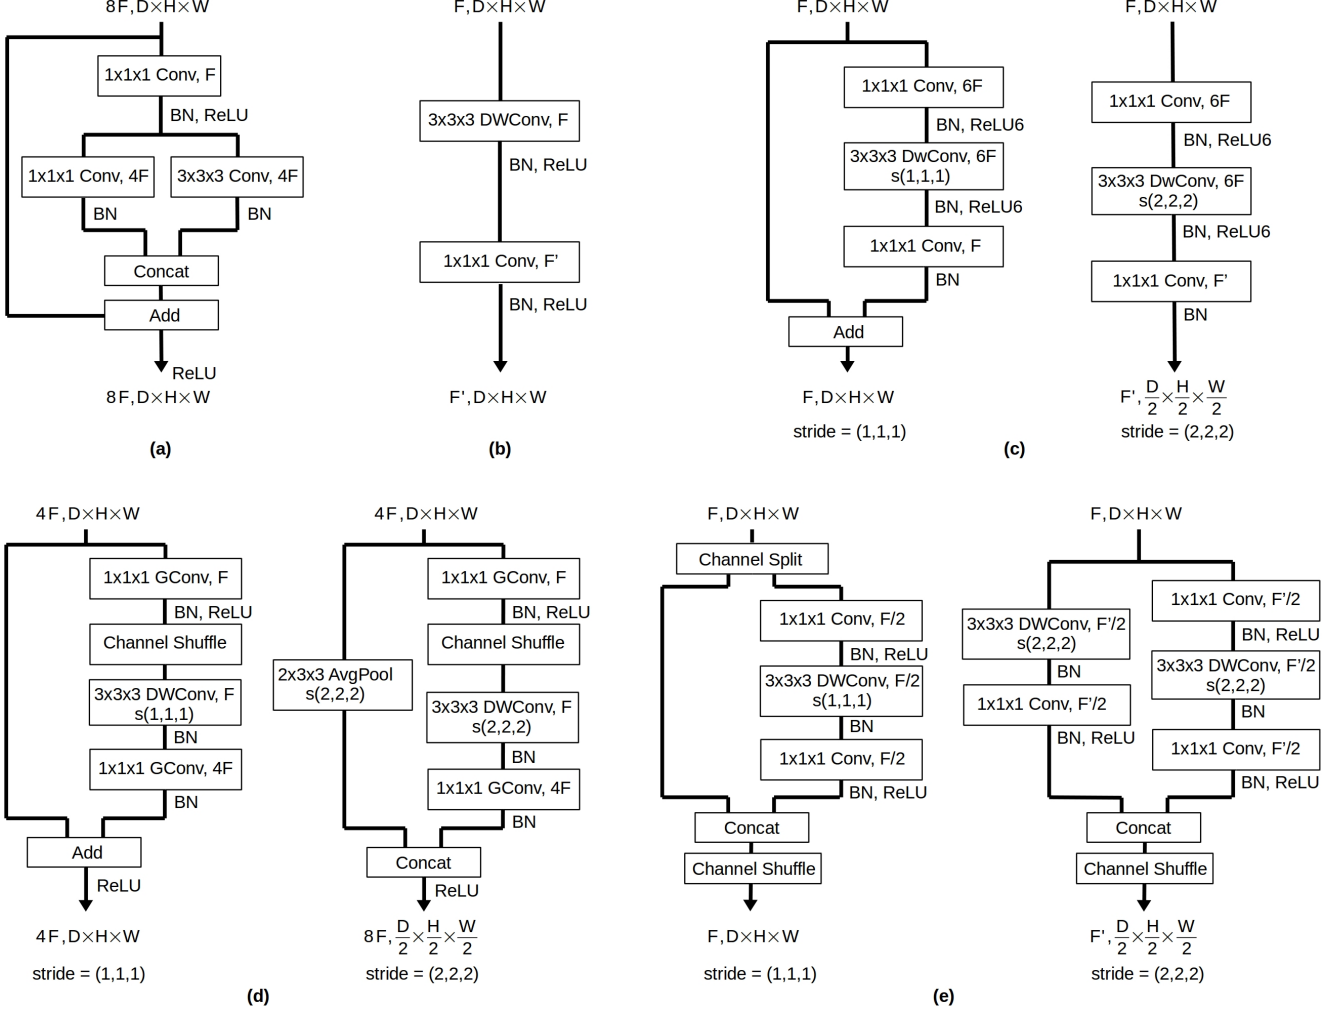 8F,D×H×W
1x1x1 Conv, F
BN, ReLU
1x1x1 Conv, 4F
3x3x3 Conv, 4F
BN
BN
Concat
Add
ReLU
8F,D×H×W
(a)
F,D×H×W
3x3x3 DWConv, F
BN, ReLU
1x1x1 Conv, F’
BN, ReLU
F',D×H×W
(b)
F,D×H×W
1x1x1 Conv, 6F
BN, ReLU6
3x3x3 DwConv, 6F
s(1,1,1)
BN, ReLU6
1x1x1 Conv, F
BN
Add
F,D×H×W
stride = (1,1,1)
F,D×H×W
1x1x1 Conv, 6F
BN, ReLU6
3x3x3 DwConv, 6F
s(2,2,2)
BN, ReLU6
1x1x1 Conv, F’
BN
F',D/2×H/2×W/2
stride = (2,2,2)
(c)
4F,D×H×W
1x1x1 GConv, F
BN, ReLU
Channel Shuffle
3x3x3 DWConv, F
s(1,1,1)
BN
1x1x1 GConv, 4F
BN
Add
ReLU
4F,D×H×W
stride = (1,1,1)
4F,D×H×W
1x1x1 GConv, F
BN, ReLU
Channel Shuffle
2x3x3 AvgPool
s(2,2,2)
3x3x3 DWConv, F
s(2,2,2)
BN
1x1x1 GConv, 4F
BN
Concat
ReLU
8F,D/2×H/2×W/2
stride = (2,2,2)
(d)
F,D×H×W
Channel Split
1x1x1 Conv, F/2
BN, ReLU
3x3x3 DWConv, F/2
s(1,1,1)
BN
1x1x1 Conv, F/2
BN, ReLU
Concat
Channel Shuffle
F,D×H×W
stride = (1,1,1)
F,D×H×W
3x3x3 DWConv, F’/2
s(2,2,2)
BN
1x1x1 Conv, F’/2
BN, ReLU
1x1x1 Conv, F’/2
BN, ReLU
3x3x3 DWConv, F’/2
s(2,2,2)
BN
1x1x1 Conv, F’/2
BN, ReLU
Concat
Channel Shuffle
F',D/2×H/2×W/2
stride = (2,2,2)
(e)